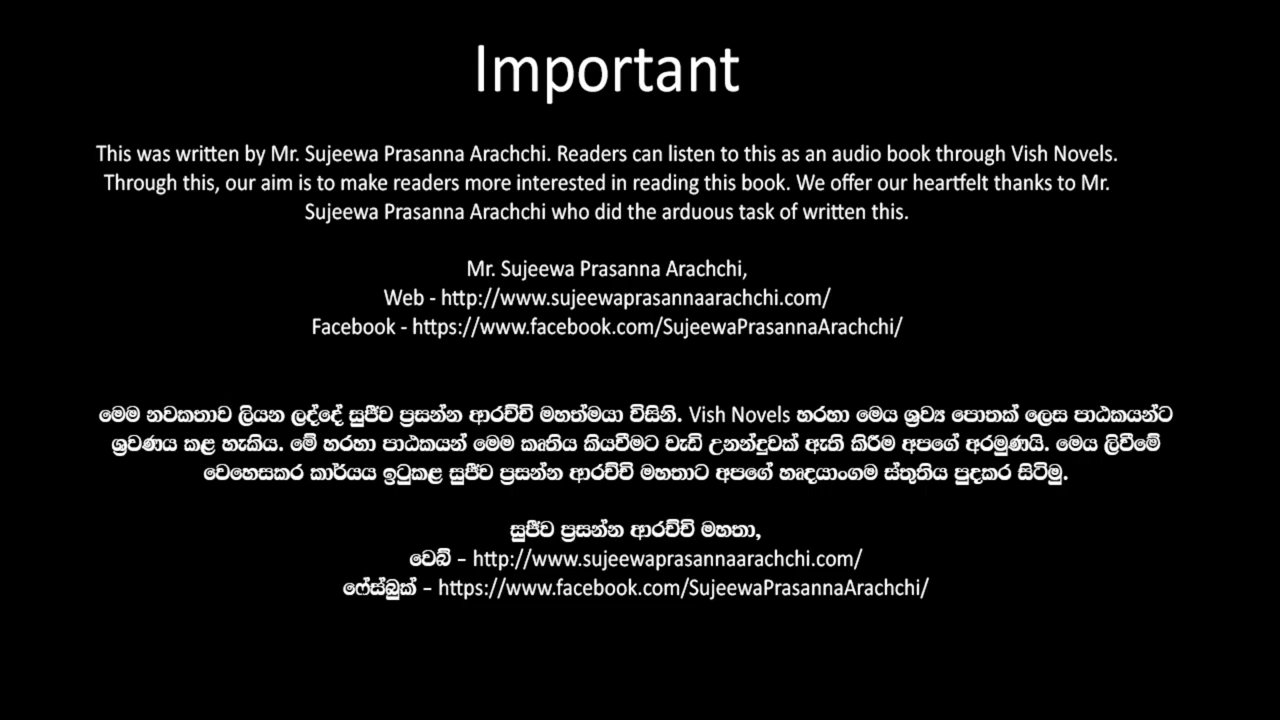 Important
This was written by Mr. Sujeewa Prasanna Arachchi. Readers can listen to this as an audio book through Vish Novels.
Through this, our aim is to make readers more interested in reading this book. We offer our heartfelt thanks to Mr.
Sujeewa Prasanna Arachchi who did the arduous task of written this.
Mr. Sujeewa Prasanna Arachchi,
Web - http://www.sujeewaprasannaarachchi.com/
Facebook - https://www.facebook.com/SujeewaPrasannaArachchi/
මෙම නවකතාව ලියන ලද්දේ සුජීව ප්‍රසන්න ආරච්චි මහත්මයා විසිනි. Vish Novels හරහා මෙය ශ්‍රව්‍ය පොතක් ලෙස පාඨකයන්ට
ශ්‍රවණය කළ හැකිය. මේ හරහා පාඨකයන් මෙම කෘතිය කියවීමට වැඩි උනන්දුවක් ඇති කිරීම අපගේ අරමුණයි. මෙය ලිවීමේ
වෙහෙසකර කාර්යය ඉටුකළ සුජීව ප්‍රසන්න ආරච්චි මහතාට අපගේ හෘදයාංගම ස්තුතිය පුදකර සිටිමු.
සුජීව ප්‍රසන්න ආරච්චි මහතා,
වෙබ් – http://www.sujeewaprasannaarachchi.com/
ෆේස්බුක් – https://www.facebook.com/SujeewaPrasannaArachchi/